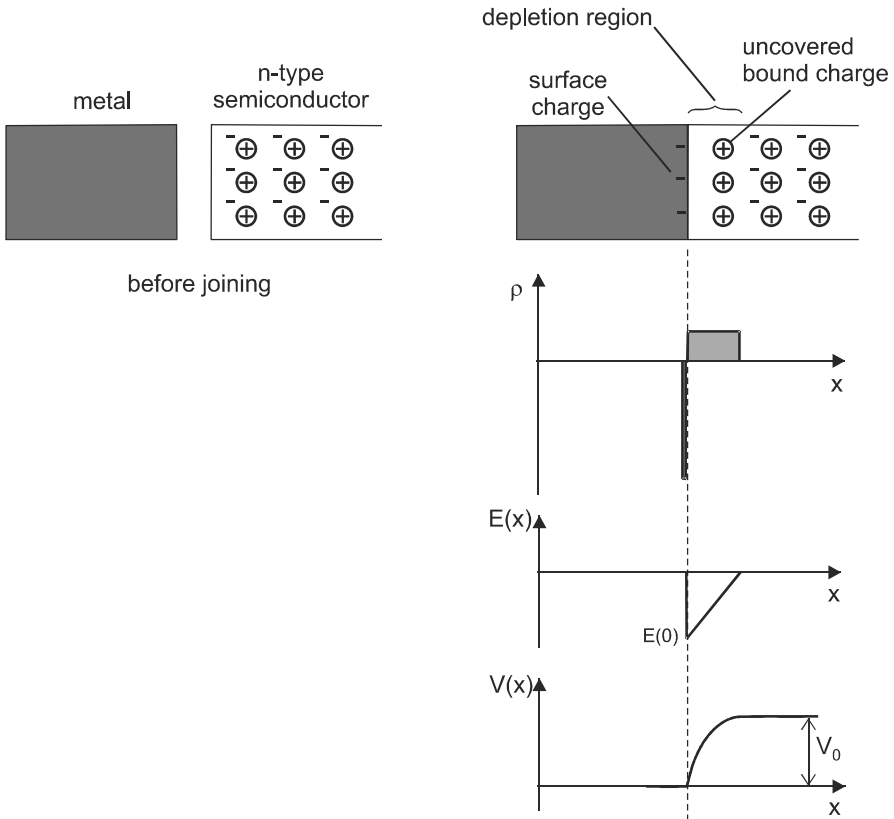 metal
n-type
semiconductor
before joining
depletion region
surface
charge
uncovered
bound charge
ρ
x
E(x)
x
E(0)
V(x)
V₀
x